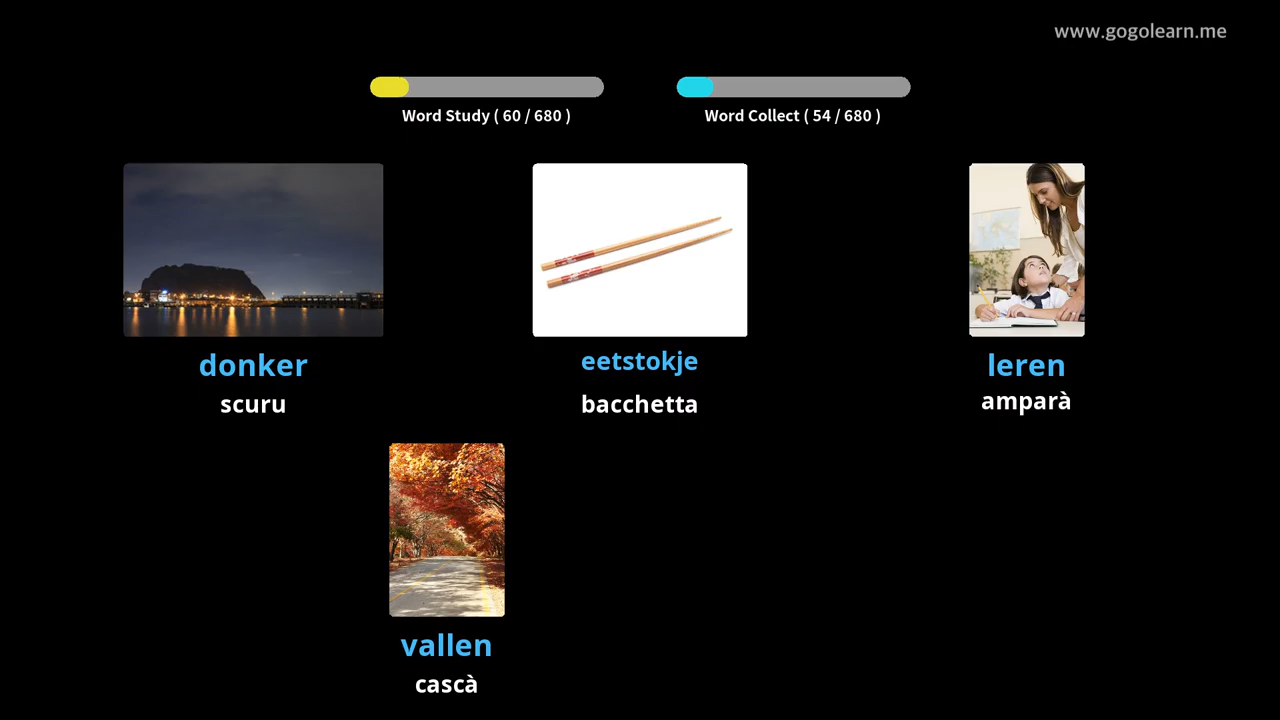 www.gogolearn.me
Word Study ( 60 / 680 )
Word Collect ( 54 / 680 )
donker
scuru
eetstokje
bacchetta
leren
amparà
vallen
cascà